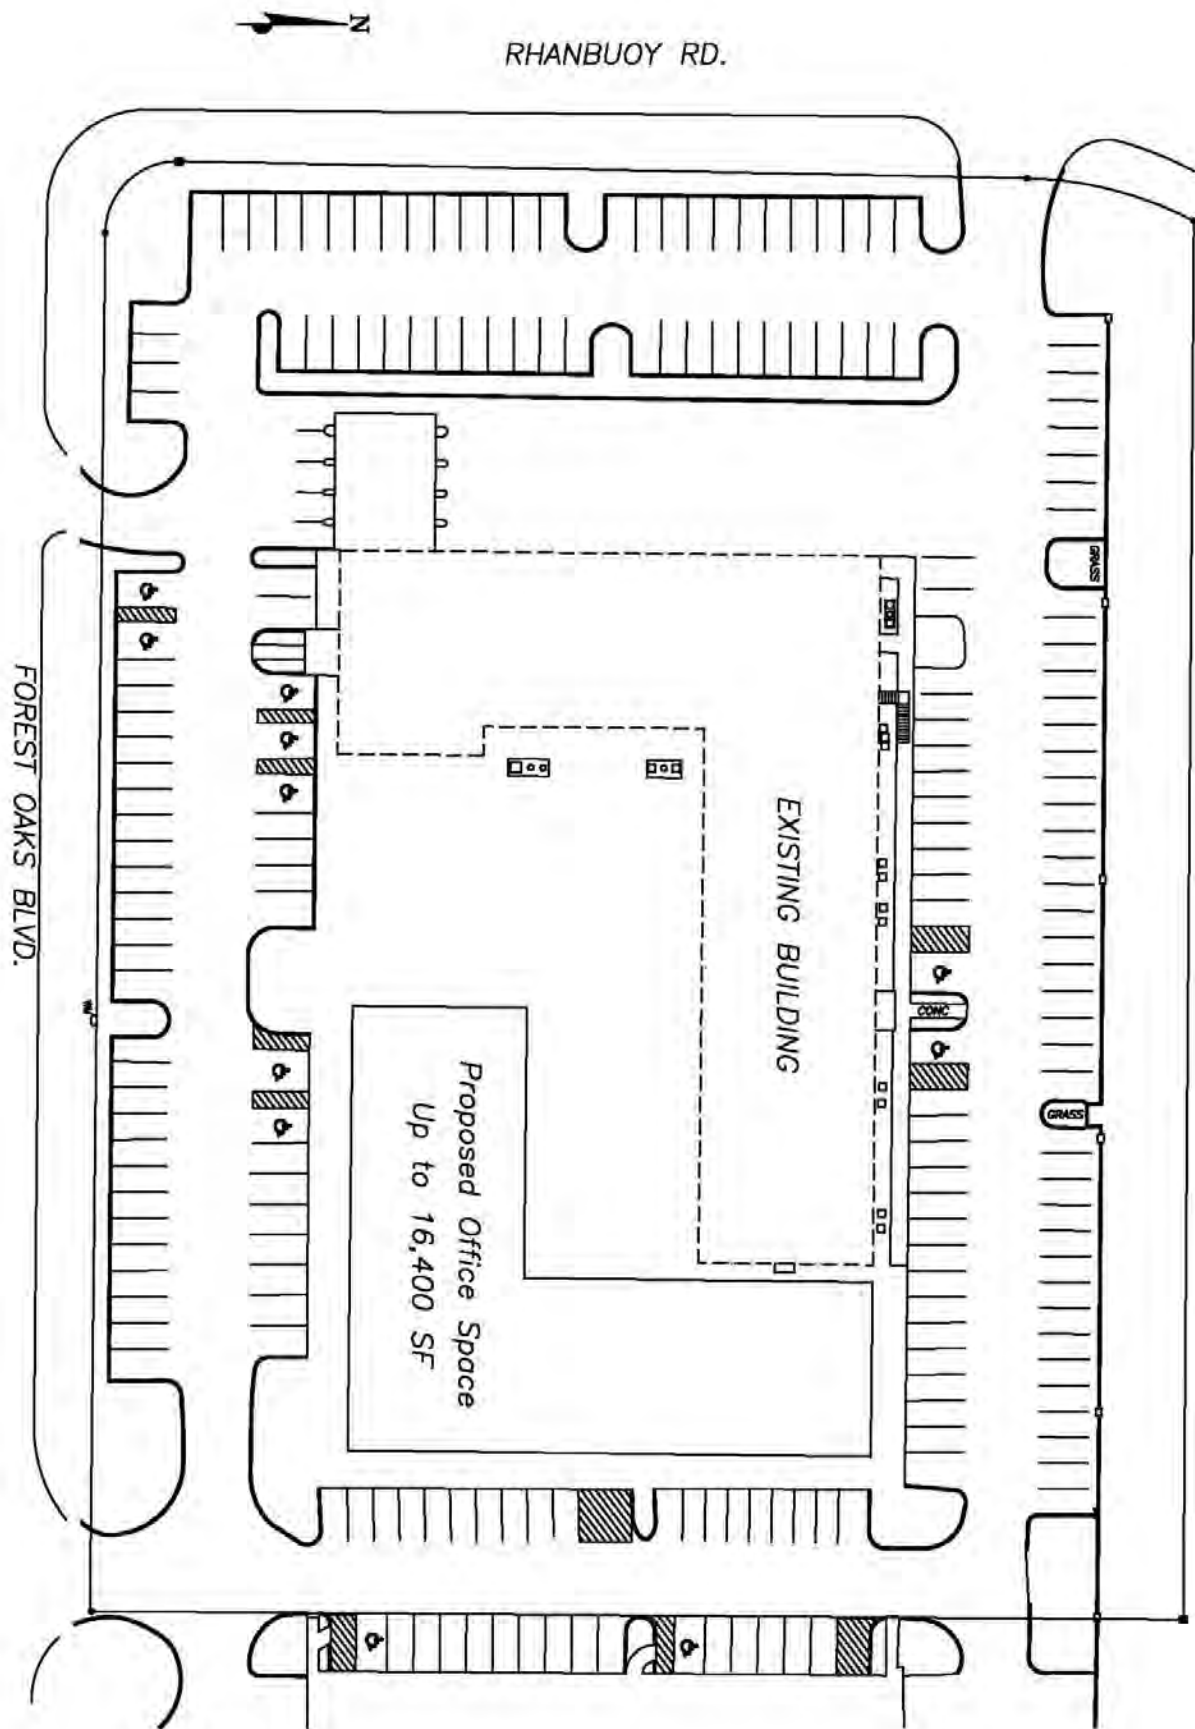 N
RHANBUOY RD.
GRASS
FOREST OAKS BLVD.
EXISTING BUILDING
CONC
GRASS
Proposed Office Space
Up to 16,400 SF